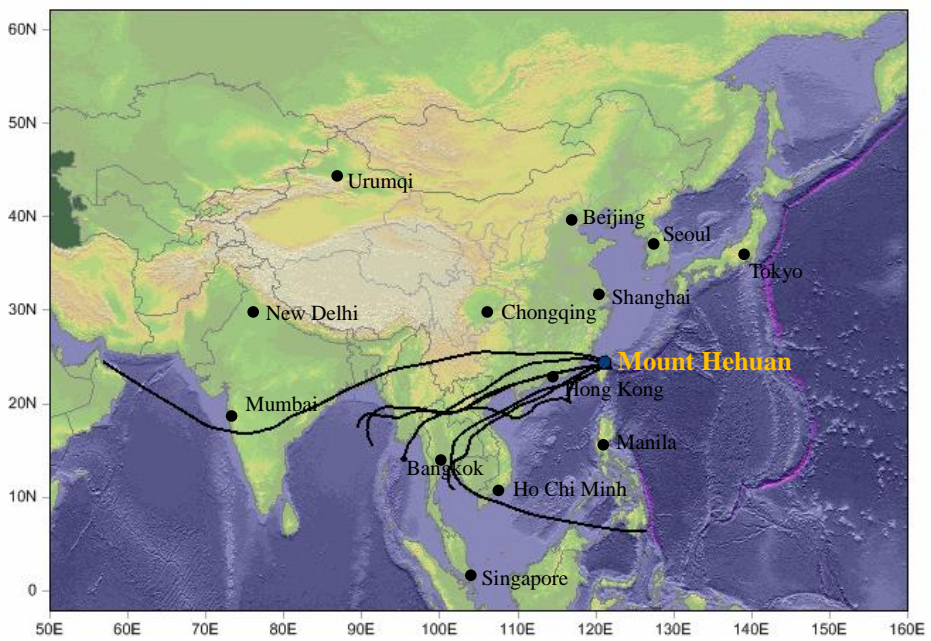 60N
50N
Urumqi
40N
Beijing
Seoul
Tokyo
30N
New Delhi
Chongqing
Shanghai
Mount Hehuan
Hong Kong
20N
Mumbai
Manila
Bangkok
10N
Ho Chi Minh
0
Singapore
50E 60E 70E 80E 90E 100E 110E 120E 130E 140E 150E 160E